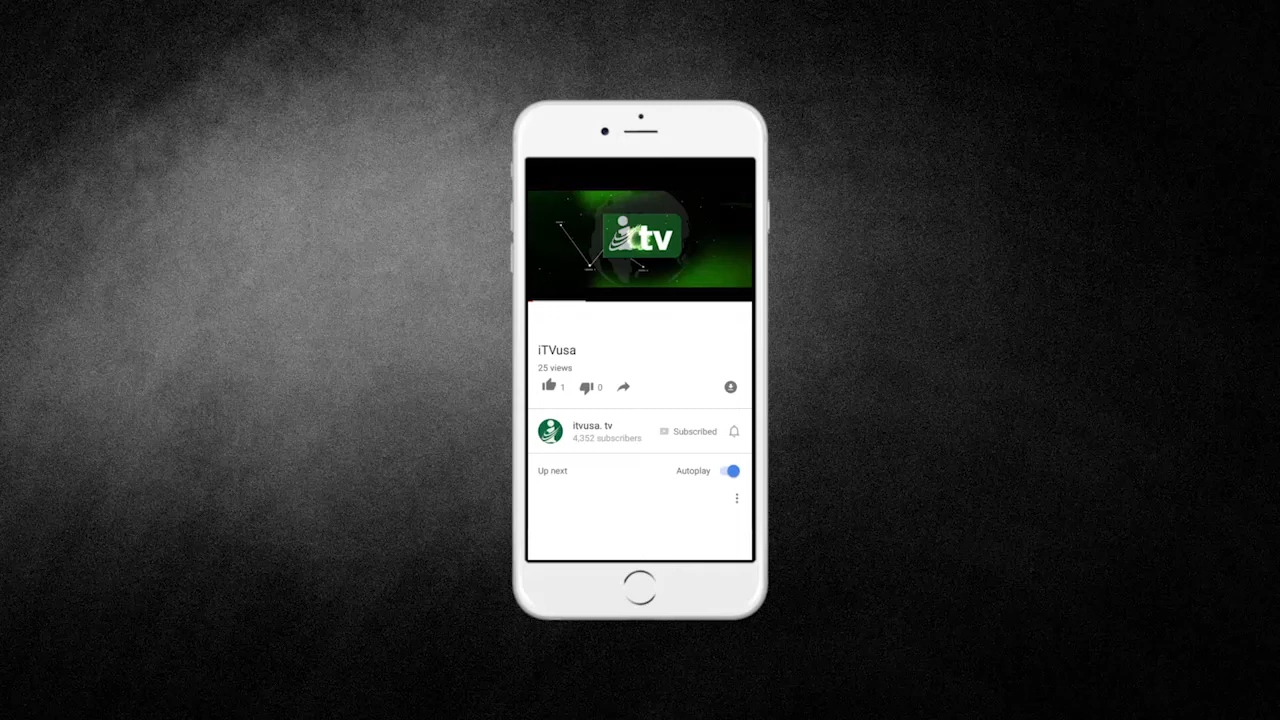 itv
iTVusa
25 views
1
0
itvusa. tv
4,352 subscribers
Subscribed
Up next
Autoplay